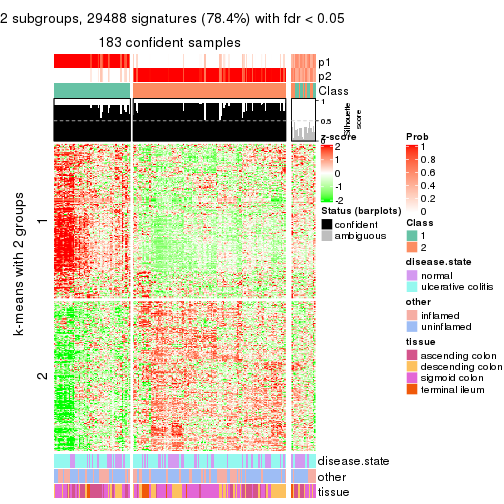 2 subgroups, 29488 signatures (78.4%) with fdr < 0.05
183 confident samples
p1
p2
Class
1
0.5
0
Silhouette
score
k-means with 2 groups
1
2
z-score
2
1
0
-1
-2
Status (barplots)
confident
ambiguous
Prob
1
0.8
0.6
0.4
0.2
0
Class
1
2
disease.state
normal
ulcerative colitis
other
inflamed
uninflamed
tissue
ascending colon
descending colon
sigmoid colon
terminal ileum
disease.state
other
tissue